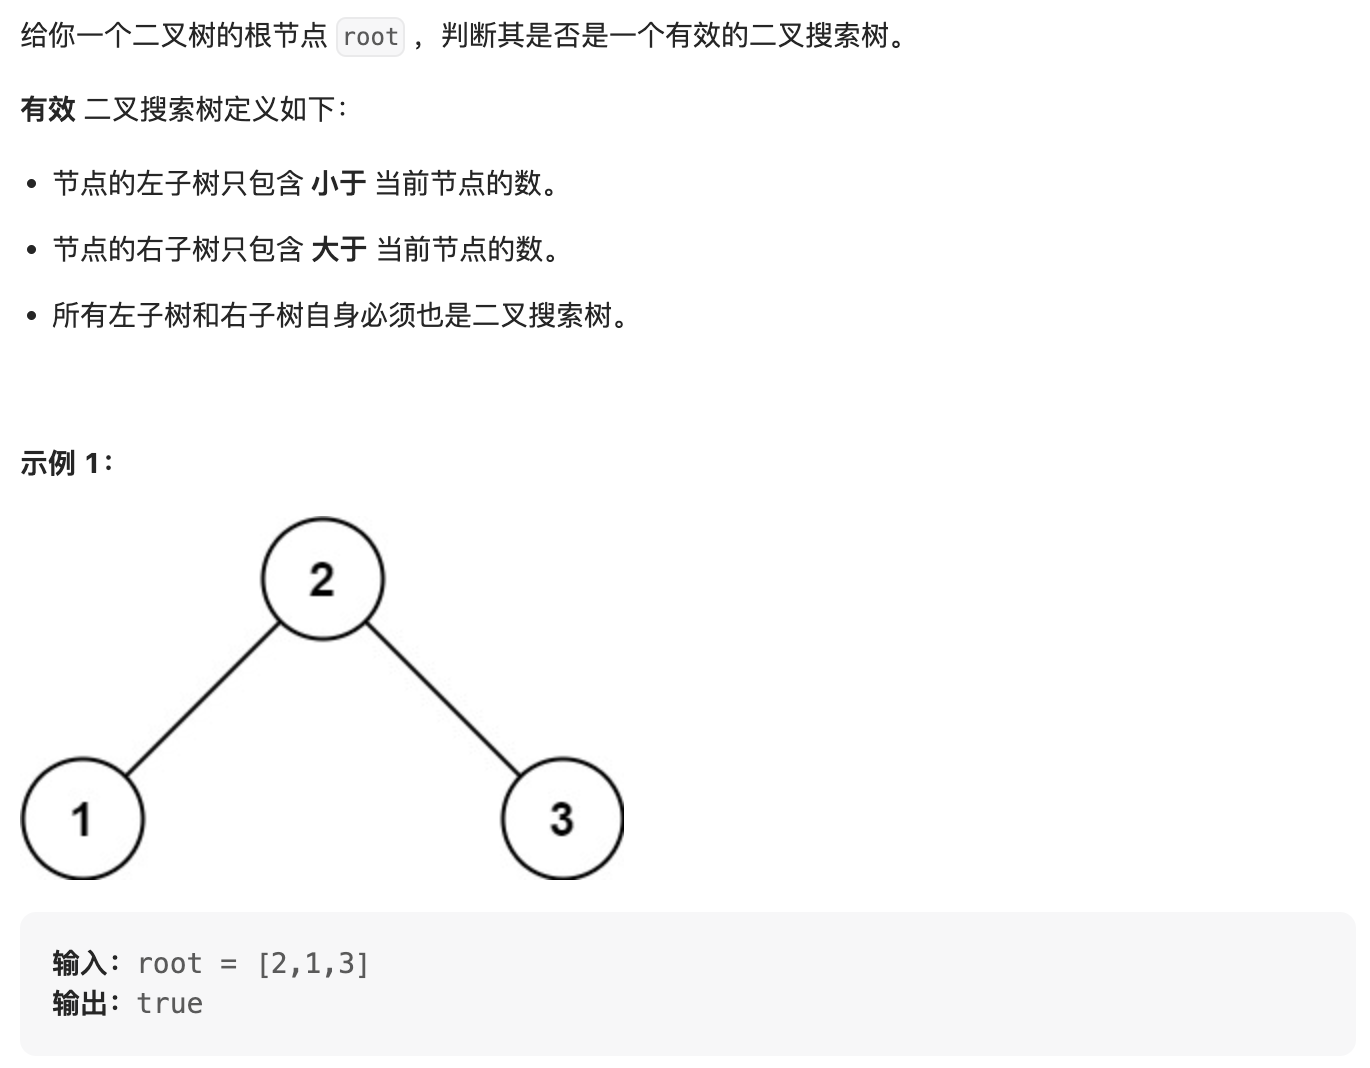 给你一个二叉树的根节点 root ，判断其是否是一个有效的二叉搜索树。
有效 二叉搜索树定义如下：
• 节点的左子树只包含 小于 当前节点的数。
• 节点的右子树只包含 大于 当前节点的数。
• 所有左子树和右子树自身必须也是二叉搜索树。
示例 1：
2
1 3
输入：root = [2,1,3]
输出：true